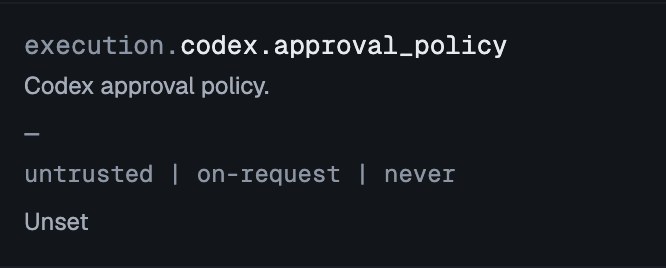 execution.codex.approval_policy
Codex approval policy.
—
untrusted | on-request | never
Unset